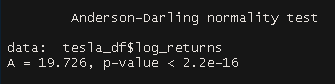 Anderson-Darling normality test
data:  tesla_df$log_returns
A = 19.726, p-value < 2.2e-16